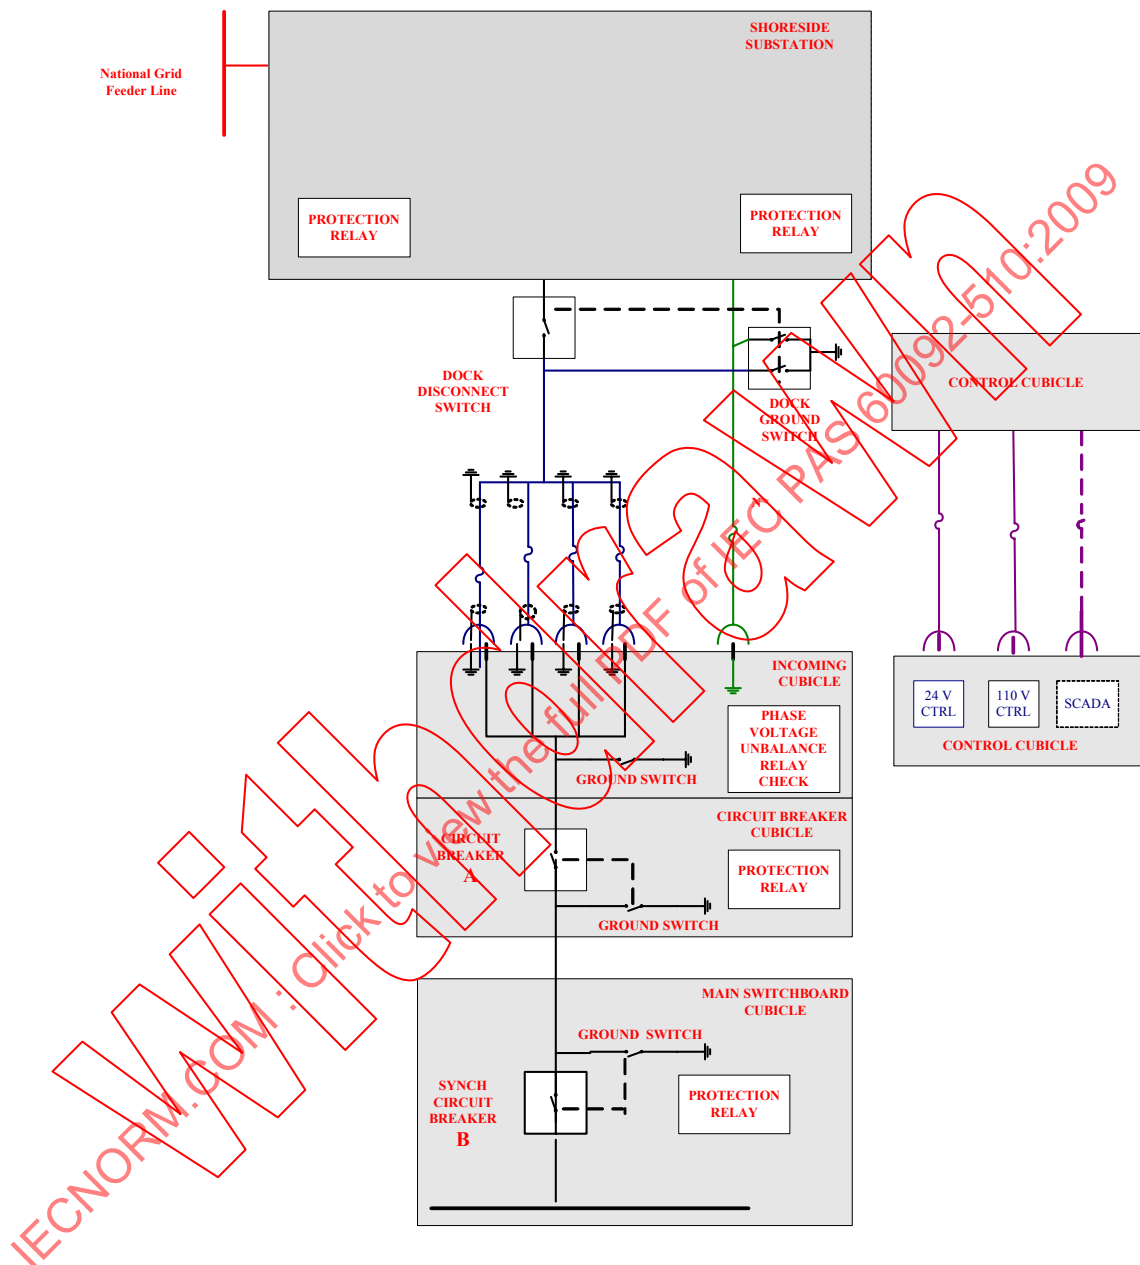 SHORESIDE
SUBSTATION
National Grid
Feeder Line
PROTECTION
RELAY
PROTECTION
RELAY
DOCK
DISCONNECT
SWITCH
DOCK
GROUND
SWITCH
CONTROL CUBICLE
INCOMING
CUBICLE
24 V
CTRL
110 V
CTRL
SCADA
CONTROL CUBICLE
PHASE
VOLTAGE
UNBALANCE
RELAY
CHECK
GROUND SWITCH
CIRCUIT BREAKER
CUBICLE
CIRCUIT
BREAKER
A
PROTECTION
RELAY
GROUND SWITCH
MAIN SWITCHBOARD
CUBICLE
GROUND SWITCH
SYNCH
CIRCUIT
BREAKER
B
PROTECTION
RELAY
IECNORM.COM : Click to view the full PDF of IEC PAS 60092-510:2009
Withdrawn